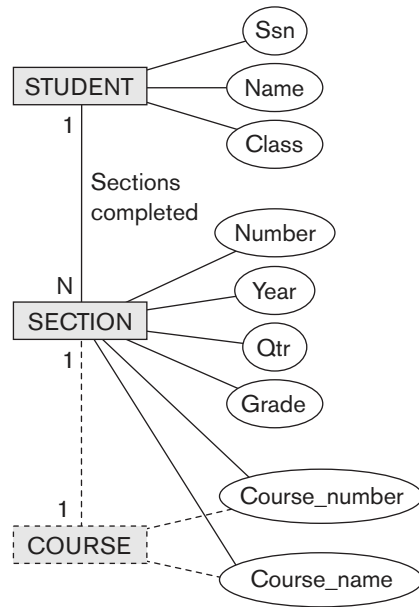 Ssn
STUDENT
Name
1
Class
Sections
completed
Number
N
Year
SECTION
1
Qtr
Grade
1
Course_number
COURSE
Course_name